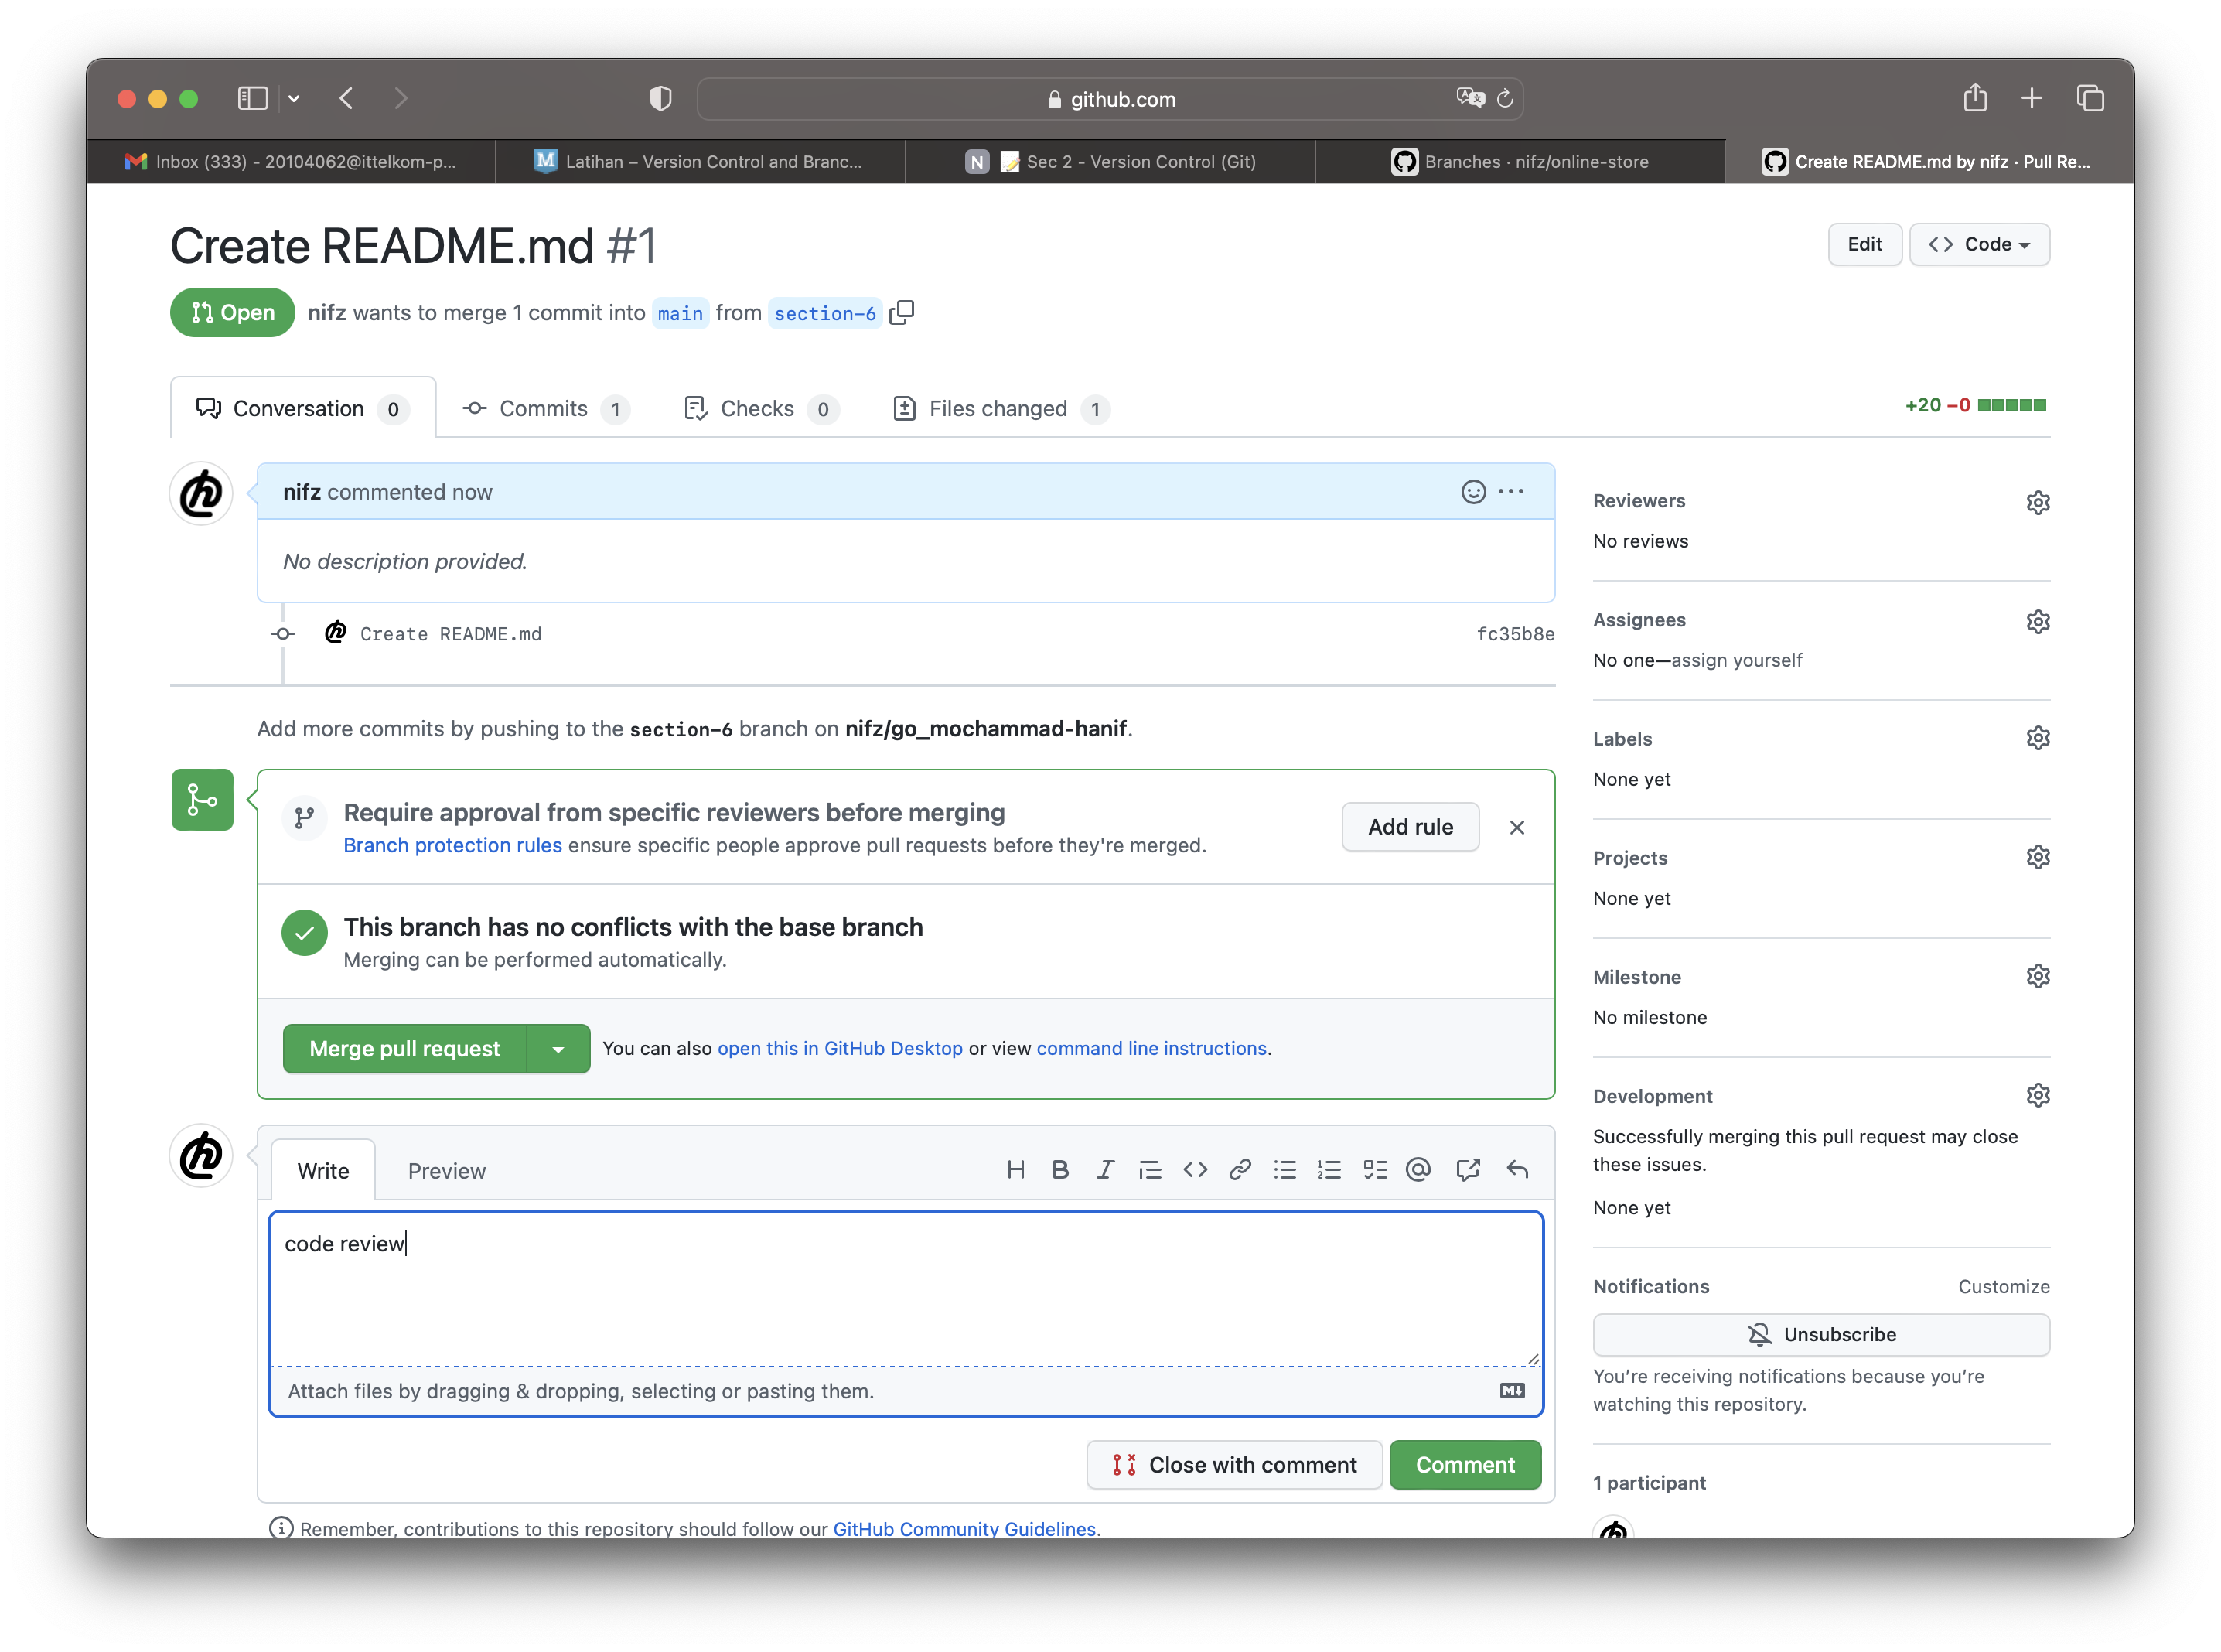 github.com
Inbox (333) - 20104062@ittelkom-p...
M Latihan – Version Control and Branc...
N Sec 2 - Version Control (Git)
Branches · nifz/online-store
Create README.md by nifz · Pull Re...
Create README.md #1
Edit
Code
Open
nifz wants to merge 1 commit into main from section-6
Conversation 0
Commits 1
Checks 0
Files changed 1
+20 −0
nifz commented now
No description provided.
Create README.md fc35b8e
Add more commits by pushing to the section-6 branch on nifz/go_mochammad-hanif.
Require approval from specific reviewers before merging
Branch protection rules ensure specific people approve pull requests before they're merged.
Add rule
This branch has no conflicts with the base branch
Merging can be performed automatically.
Merge pull request
You can also open this in GitHub Desktop or view command line instructions.
Write
Preview
code review
Attach files by dragging & dropping, selecting or pasting them.
Close with comment
Comment
Remember, contributions to this repository should follow our GitHub Community Guidelines.
Reviewers
No reviews
Assignees
No one—assign yourself
Labels
None yet
Projects
None yet
Milestone
No milestone
Development
Successfully merging this pull request may close
these issues.
None yet
Notifications
Customize
Unsubscribe
You’re receiving notifications because you’re
watching this repository.
1 participant